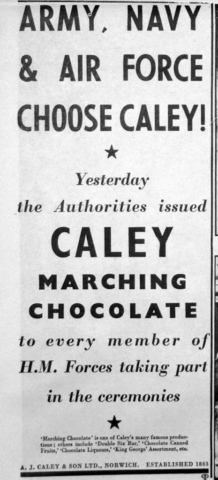 ARMY, NAVY
& AIR FORCE
CHOOSE CALEY!
★
Yesterday
the Authorities issued
CALEY
MARCHING
CHOCOLATE
to every member of
H.M. Forces taking part
in the ceremonies
★
'Marching Chocolate' is one of Caley's many famous produc-
tions; others include 'Double Six Bar,' 'Chocolate Canned
Fruits,' 'Chocolate Liqueurs,' 'King George' Assortment, etc.
A. J. CALEY & SON LTD., NORWICH. ESTABLISHED 1863